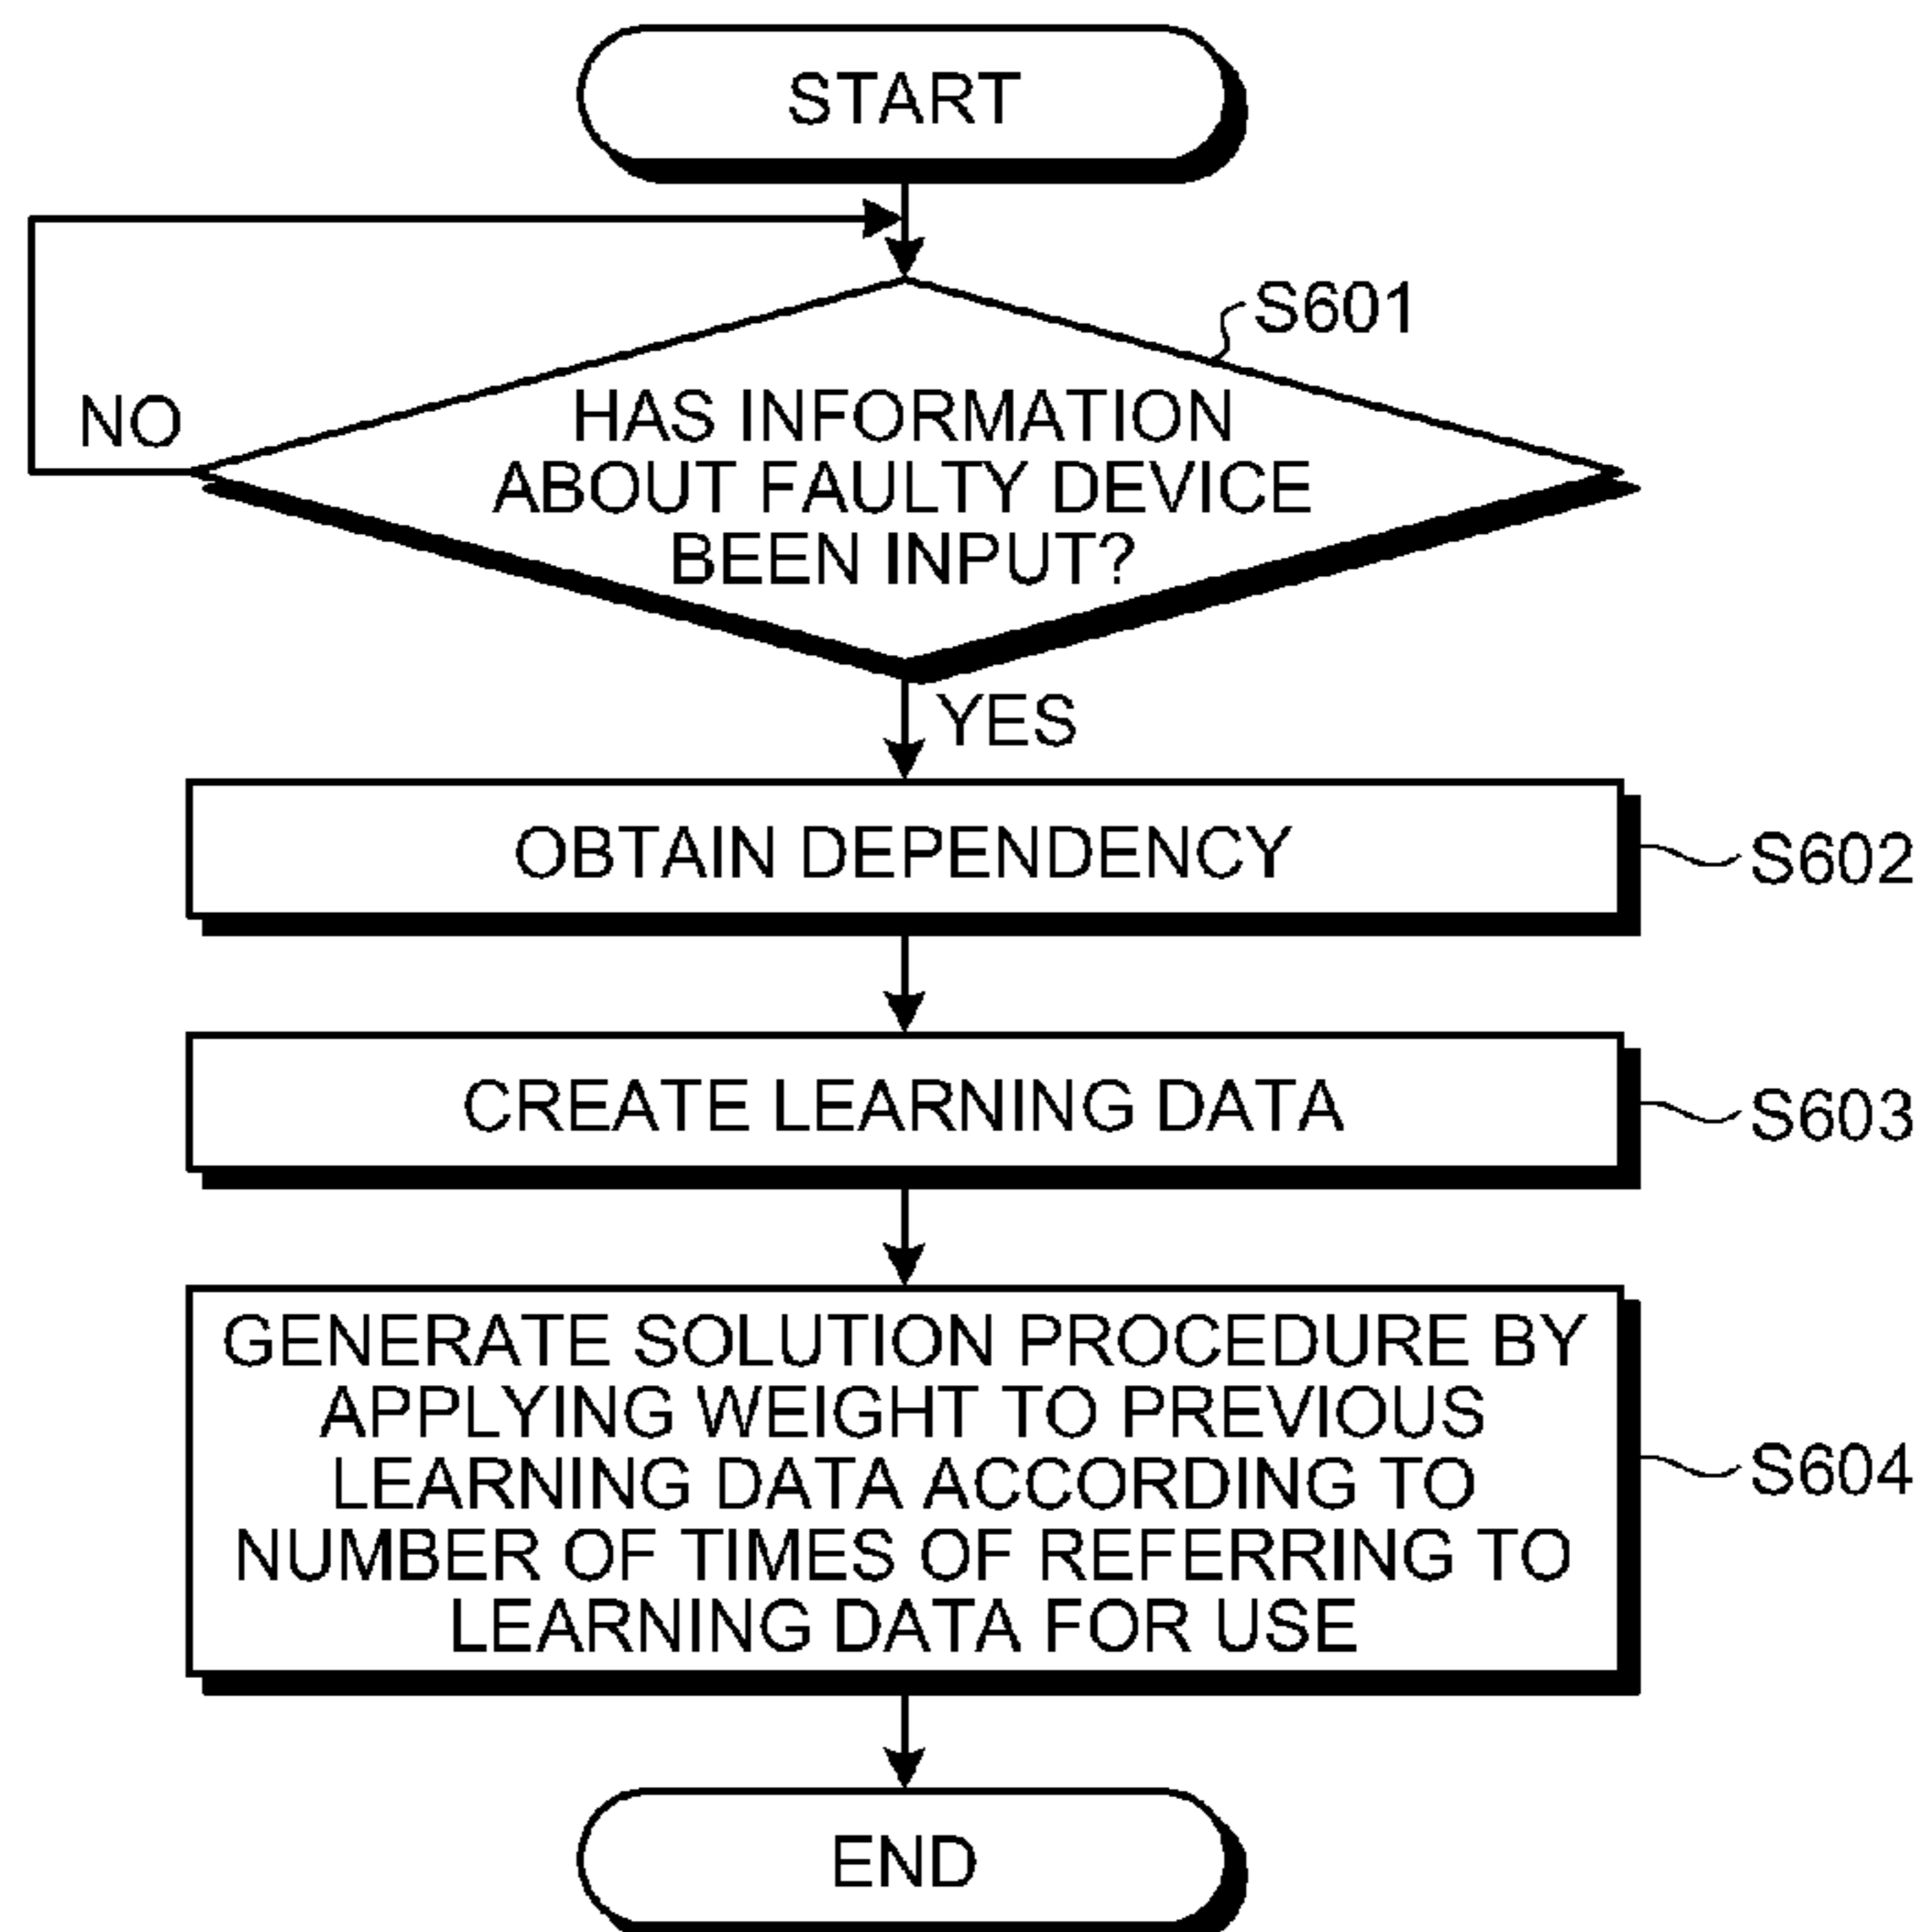 START
S601
HAS INFORMATION
ABOUT FAULTY DEVICE
BEEN INPUT?
NO
YES
OBTAIN DEPENDENCY
S602
CREATE LEARNING DATA
S603
GENERATE SOLUTION PROCEDURE BY
APPLYING WEIGHT TO PREVIOUS
LEARNING DATA ACCORDING TO
NUMBER OF TIMES OF REFERRING TO
LEARNING DATA FOR USE
S604
END